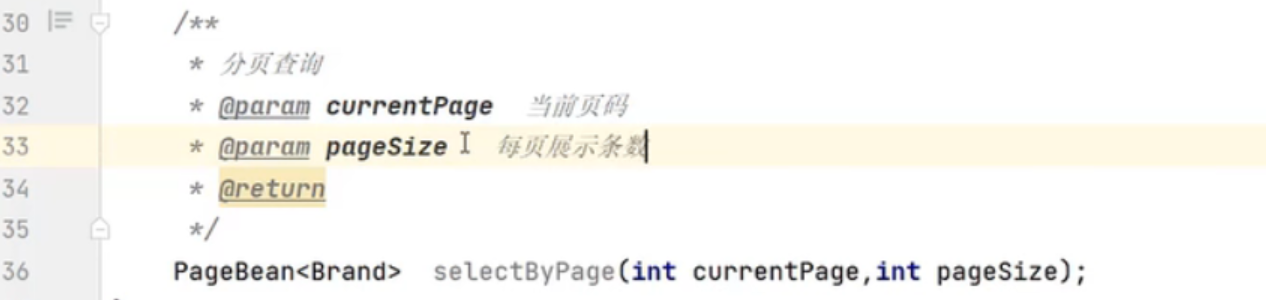 30 /**
31 * 分页查询
32 * @param currentPage 当前页码
33 * @param pageSize 每页展示条数
34 * @return
35 */
36 PageBean<Brand> selectByPage(int currentPage,int pageSize);